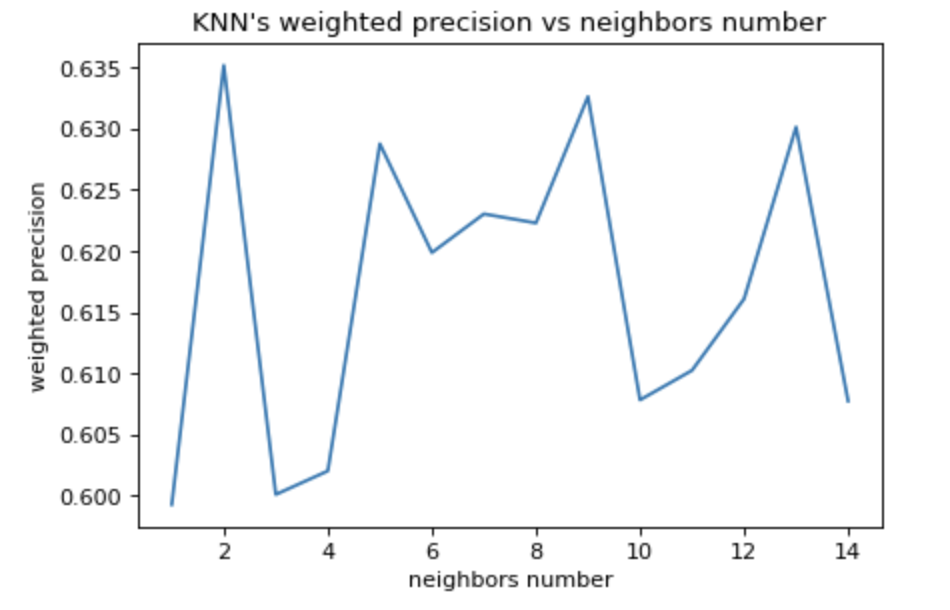 KNN's weighted precision vs neighbors number
0.635
0.630
0.625
0.620
0.615
0.610
0.605
0.600
weighted precision
2 4 6 8 10 12 14
neighbors number